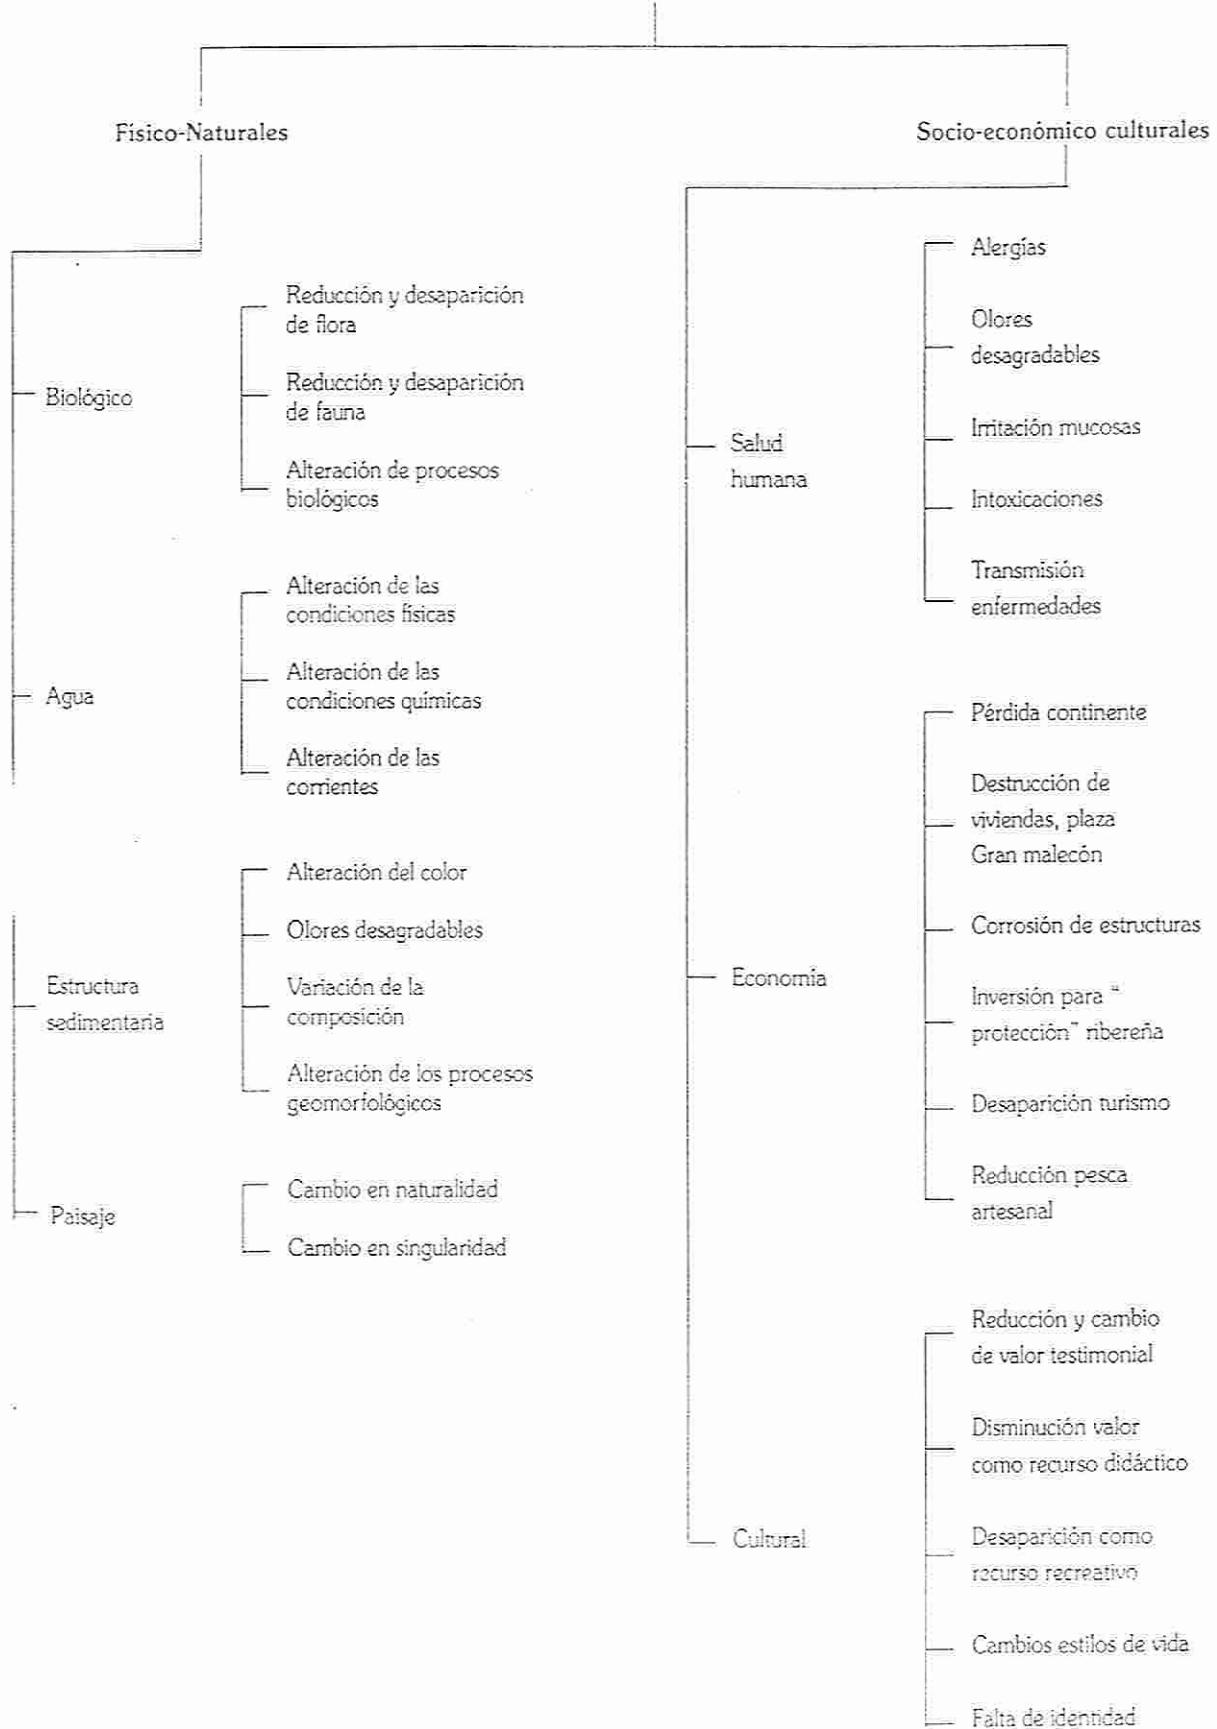 Físico-Naturales
Biológico
Reducción y desaparición
de flora
Reducción y desaparición
de fauna
Alteración de procesos
biológicos
Agua
Alteración de las
condiciones físicas
Alteración de las
condiciones químicas
Alteración de las
corrientes
Estructura
sedimentaria
Alteración del color
Olores desagradables
Variación de la
composición
Alteración de los procesos
geomorfológicos
Paisaje
Cambio en naturalidad
Cambio en singularidad
Socio-económico culturales
Salud
humana
Alergías
Olores
desagradables
Irritación mucosas
Intoxicaciones
Transmisión
enfermedades
Economía
Pérdida continente
Destrucción de
viviendas, plaza
Gran malecón
Corrosión de estructuras
Inversión para "
protección" ribereña
Desaparición turismo
Reducción pesca
artesanal
Cultural
Reducción y cambio
de valor testimonial
Disminución valor
como recurso didáctico
Desaparición como
recurso recreativo
Cambios estilos de vida
Falta de identidad